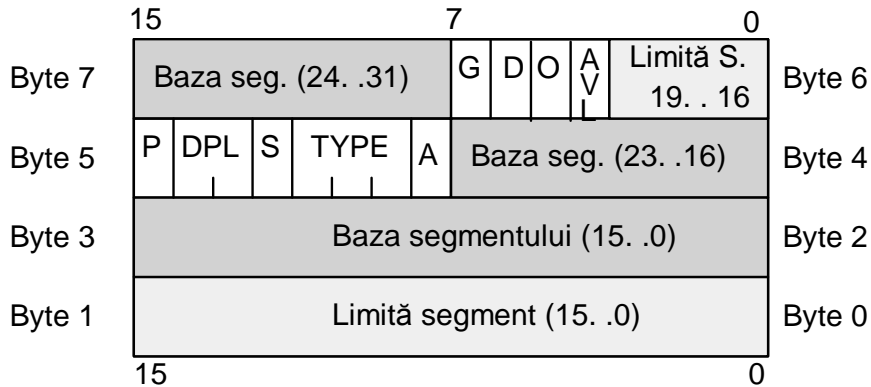 15 7 0
Byte 7 Baza seg. (24. .31) G D O AVL Limită S. 19. . 16 Byte 6
Byte 5 P DPL S TYPE A Baza seg. (23. .16) Byte 4
Byte 3 Baza segmentului (15. .0) Byte 2
Byte 1 Limită segment (15. .0) Byte 0
15 0